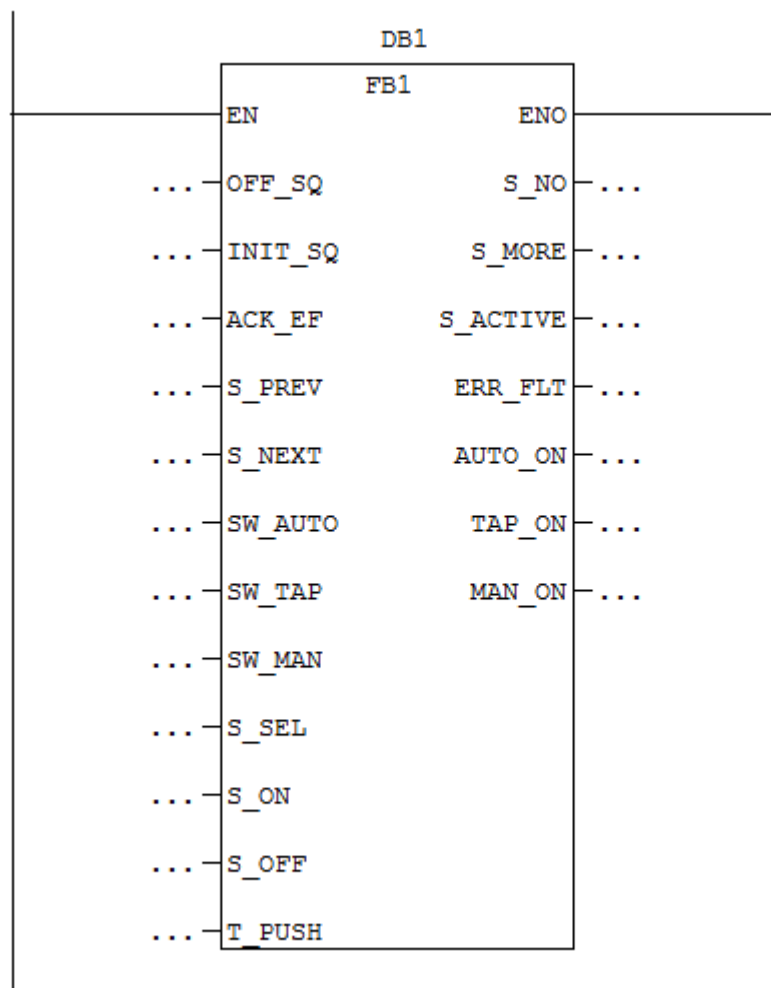 DB1
FB1
EN ENO
... OFF_SQ S_NO ...
... INIT_SQ S_MORE ...
... ACK_EF S_ACTIVE ...
... S_PREV ERR_FLT ...
... S_NEXT AUTO_ON ...
... SW_AUTO TAP_ON ...
... SW_TAP MAN_ON ...
... SW_MAN
... S_SEL
... S_ON
... S_OFF
... T_PUSH